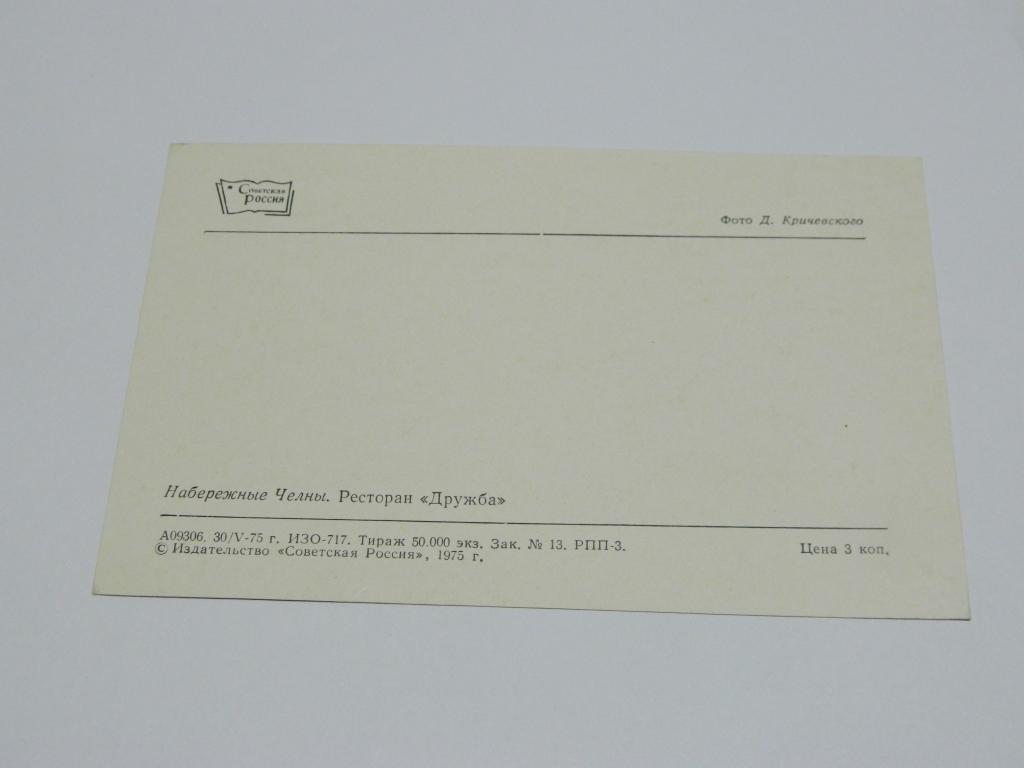 Советская
Россия
Фото Д. Кричевского
Набережные Челны. Ресторан «Дружба»
А09306. 30/V-75 г. ИЗО-717. Тираж 50.000 экз. Зак. № 13. РПП-3.
© Издательство «Советская Россия», 1975 г.
Цена 3 коп.